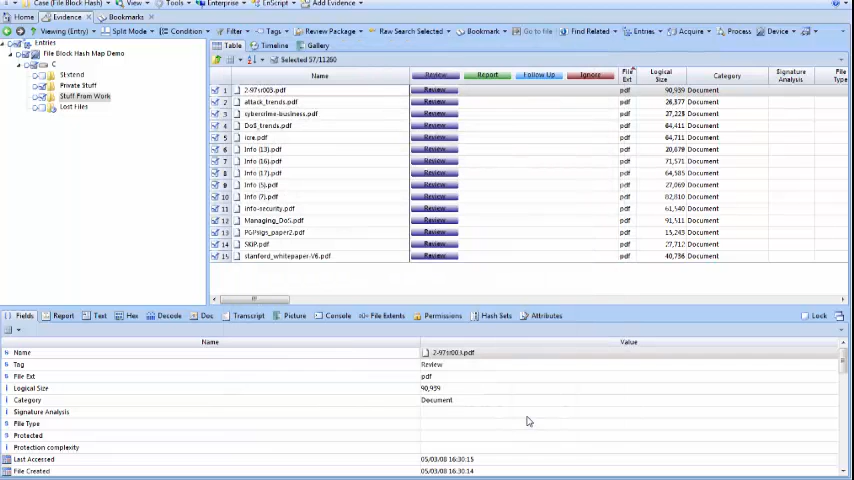 Case (File Block Hash) View Tools Enterprise EnScript Add Evidence
Home Evidence Bookmarks
Viewing (Entry) Split Mode Condition Filter Tags Review Package Raw Search Selected Bookmark Go to file Find Related Entries Acquire Process Device
Entries
File Block Hash Map Demo
C
$Extend
Private Stuff
Stuff From Work
Lost Files
Table Timeline Gallery
Selected 57/11260
Name Review Report Follow Up Ignore File Ext Logical Size Category Signature Analysis File Type
1 2-97sr003.pdf Review pdf 90,939 Document
2 attack_trends.pdf Review pdf 26,377 Document
3 cybercrime-business.pdf Review pdf 27,228 Document
4 DoS_trends.pdf Review pdf 64,411 Document
5 icre.pdf Review pdf 34,711 Document
6 Info (13).pdf Review pdf 20,079 Document
7 Info (16).pdf Review pdf 71,571 Document
8 Info (17).pdf Review pdf 64,585 Document
9 Info (5).pdf Review pdf 27,069 Document
10 Info (7).pdf Review pdf 82,810 Document
11 info-security.pdf Review pdf 61,540 Document
12 Managing_DoS.pdf Review pdf 91,511 Document
13 PGPsigs_paper2.pdf Review pdf 15,243 Document
14 SKIP.pdf Review pdf 27,712 Document
15 stanford_whitepaper-V6.pdf Review pdf 40,736 Document
Fields Report Text Hex Decode Doc Transcript Picture Console File Extents Permissions Hash Sets Attributes Lock
Name Value
Name 2-97sr003.pdf
Tag Review
File Ext pdf
Logical Size 90,939
Category Document
Signature Analysis
File Type
Protected
Protection complexity
Last Accessed 05/03/08 16:30:15
File Created 05/03/08 16:30:14